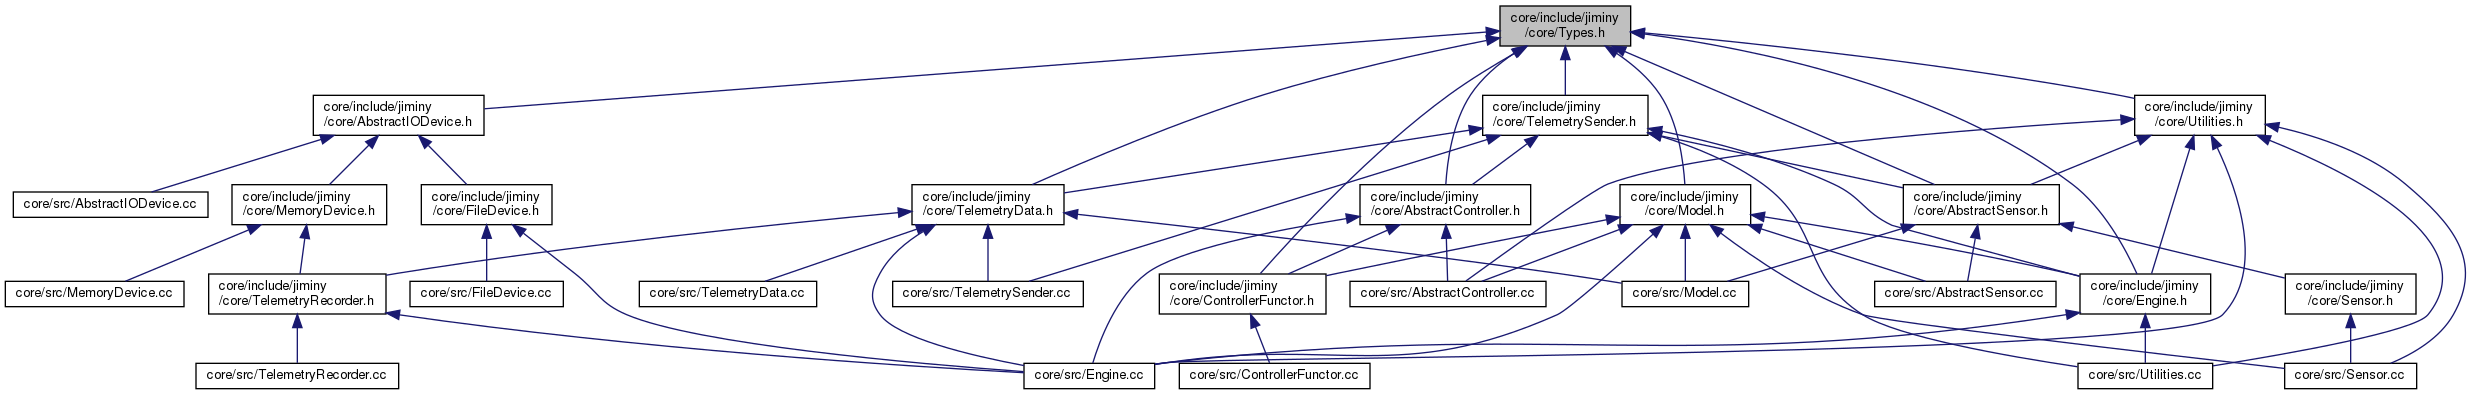 core/include/jiminy
/core/Types.h
core/include/jiminy
/core/AbstractIODevice.h
core/include/jiminy
/core/TelemetrySender.h
core/include/jiminy
/core/Utilities.h
core/src/AbstractIODevice.cc
core/include/jiminy
/core/MemoryDevice.h
core/include/jiminy
/core/FileDevice.h
core/include/jiminy
/core/TelemetryData.h
core/include/jiminy
/core/AbstractController.h
core/include/jiminy
/core/Model.h
core/include/jiminy
/core/AbstractSensor.h
core/src/MemoryDevice.cc
core/include/jiminy
/core/TelemetryRecorder.h
core/src/FileDevice.cc
core/src/TelemetryData.cc
core/src/TelemetrySender.cc
core/include/jiminy
/core/ControllerFunctor.h
core/src/AbstractController.cc
core/src/Model.cc
core/src/AbstractSensor.cc
core/include/jiminy
/core/Engine.h
core/include/jiminy
/core/Sensor.h
core/src/TelemetryRecorder.cc
core/src/Engine.cc
core/src/ControllerFunctor.cc
core/src/Utilities.cc
core/src/Sensor.cc